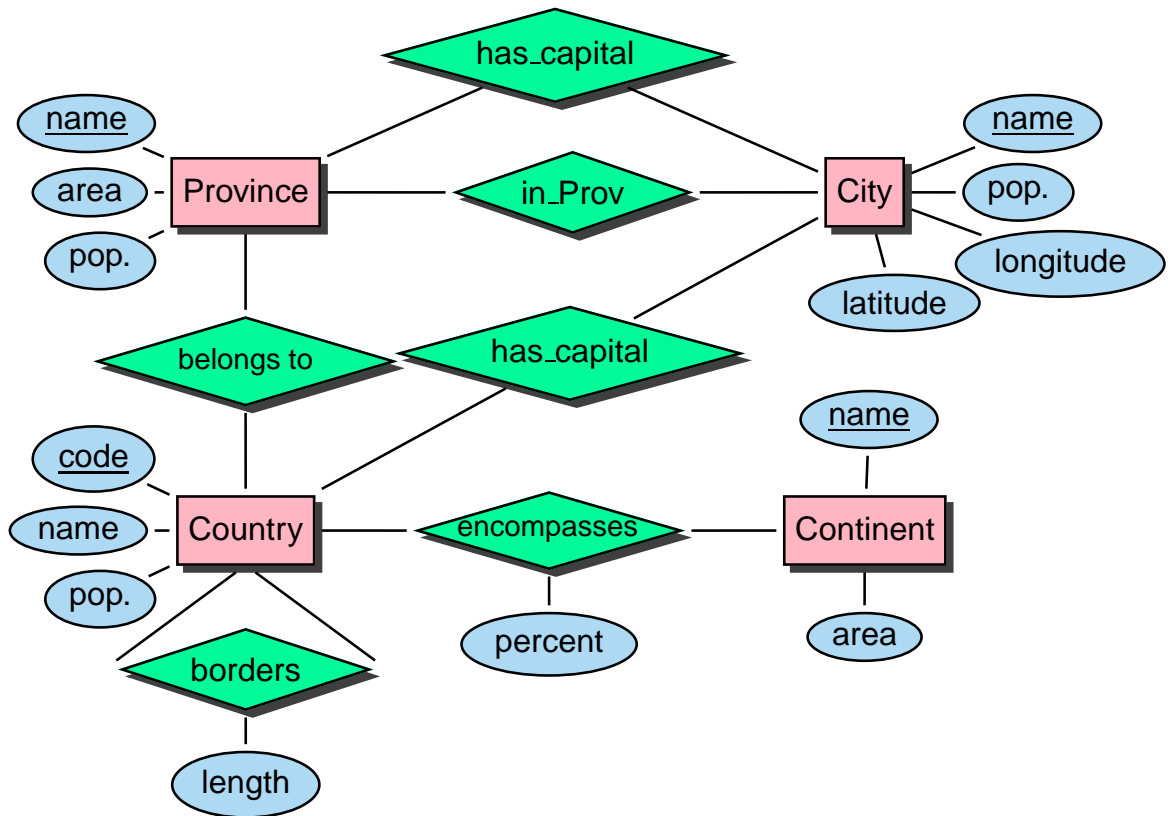 has_capital
name
name
area
Province
in_Prov
City
pop.
pop.
longitude
latitude
belongs to
has_capital
name
code
name
Country
encompasses
Continent
pop.
percent
area
borders
length